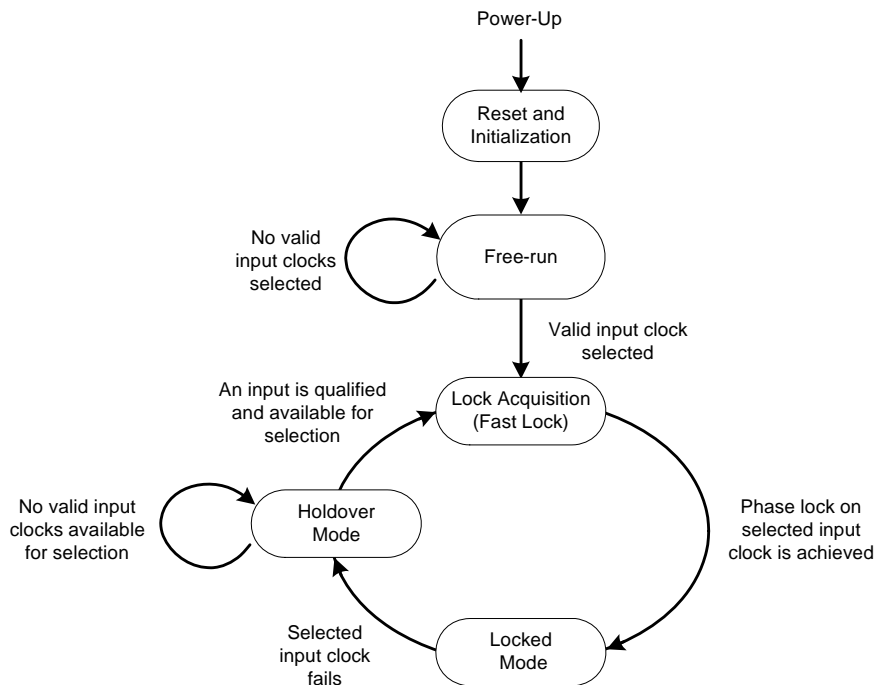 Power-Up
Reset and
Initialization
No valid
input clocks
selected
Free-run
Valid input clock
selected
An input is qualified
and available for
selection
Lock Acquisition
(Fast Lock)
No valid input
clocks available
for selection
Holdover
Mode
Phase lock on
selected input
clock is achieved
Selected
input clock
fails
Locked
Mode